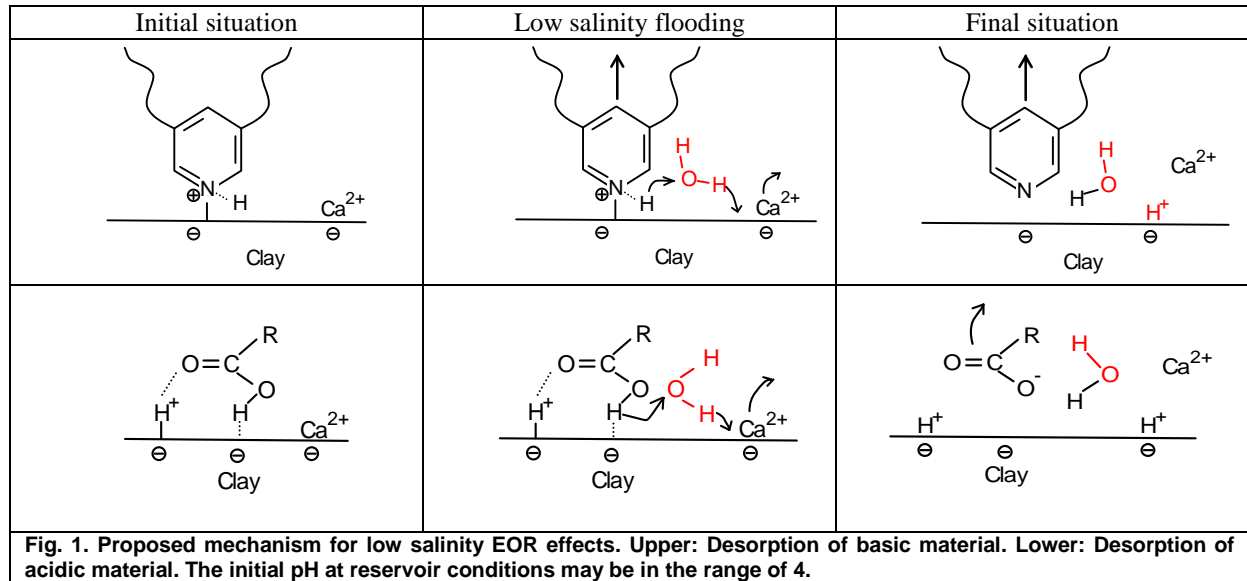 Initial situation
Low salinity flooding
Final situation
N
⊕
H
Ca2+
⊖
⊖
Clay
H
O
H
N
⊕
H
Ca2+
⊖
⊖
Clay
H
O
H
Ca2+
N
H+
⊖
⊖
Clay
R
O=C
O
H+
H
Ca2+
⊖
⊖
⊖
Clay
R
H
O=C
O
O
H+
H
H
Ca2+
⊖
⊖
⊖
Clay
R
H
Ca2+
O=C
O
O-
H
H+
H+
⊖
⊖
⊖
Clay
Fig. 1. Proposed mechanism for low salinity EOR effects. Upper: Desorption of basic material. Lower: Desorption of
acidic material. The initial pH at reservoir conditions may be in the range of 4.